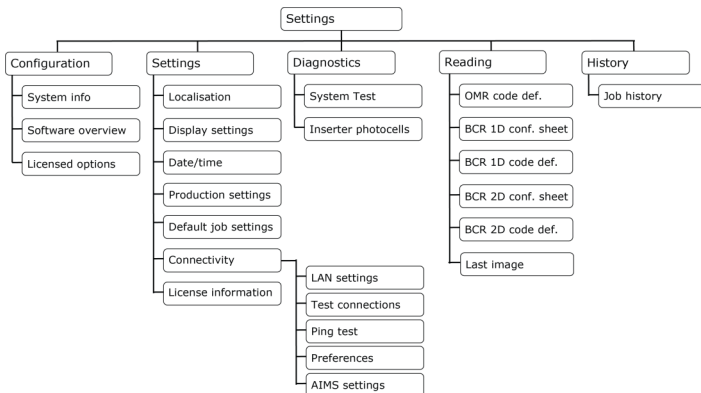 Settings
Configuration
System info
Software overview
Licensed options
Settings
Localisation
Display settings
Date/time
Production settings
Default job settings
Connectivity
LAN settings
Test connections
Ping test
Preferences
AIMS settings
License information
Diagnostics
System Test
Inserter photocells
Reading
OMR code def.
BCR 1D conf. sheet
BCR 1D code def.
BCR 2D conf. sheet
BCR 2D code def.
Last image
History
Job history